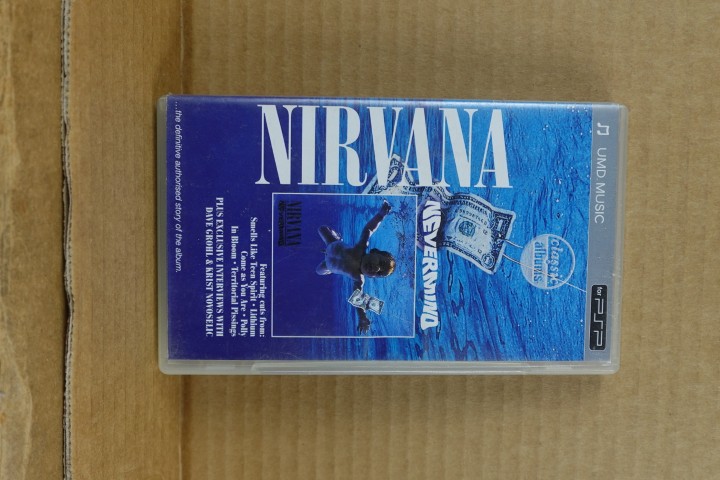 UMD MUSIC
for PSP
classic
albums
NIRVANA
NEVERMIND
NIRVANA
Featuring cuts from:
Smells Like Teen Spirit • Lithium
Come as You Are • Polly
In Bloom • Territorial Pissings
PLUS EXCLUSIVE INTERVIEWS WITH
DAVE GROHL & KRIST NOVOSELIC
...the definitive authorised story of the album.